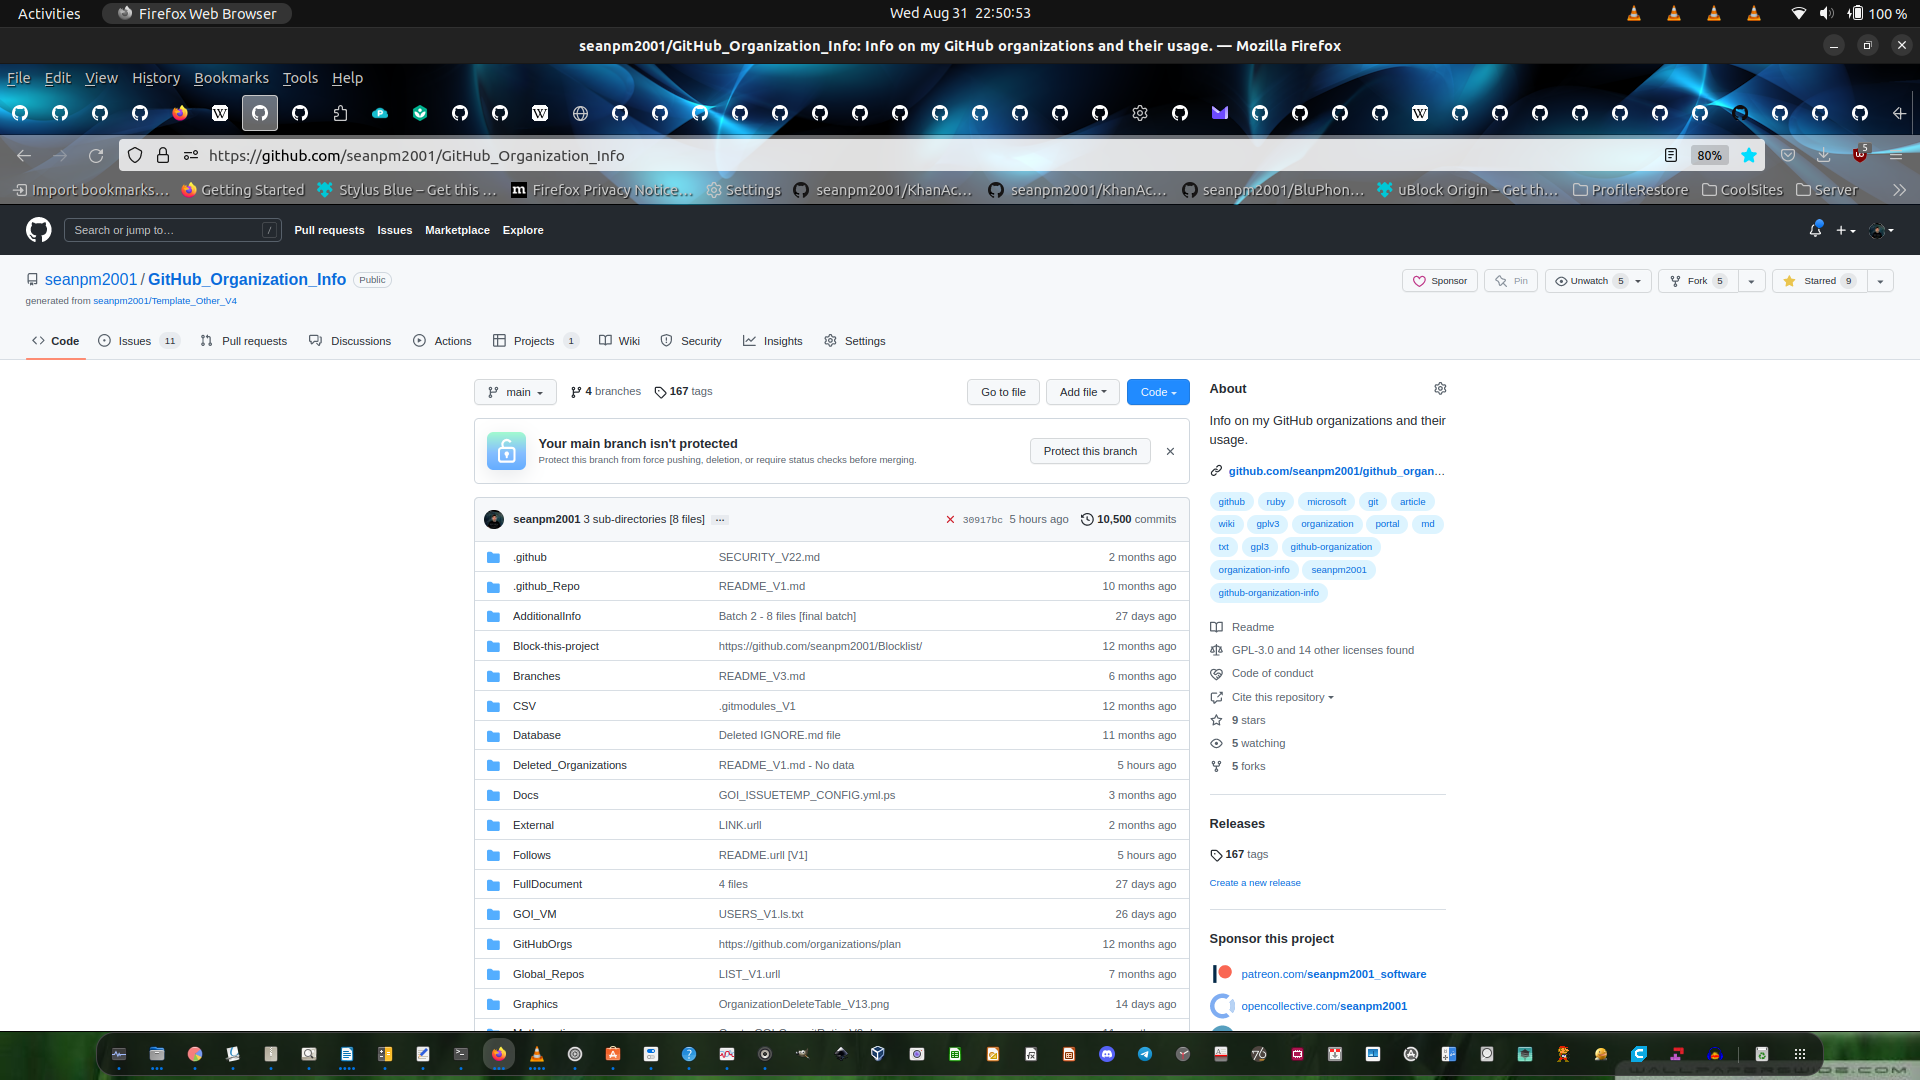 Activities Firefox Web Browser Wed Aug 31 22:50:53 100 %
seanpm2001/GitHub_Organization_Info: Info on my GitHub organizations and their usage. — Mozilla Firefox
File Edit View History Bookmarks Tools Help
https://github.com/seanpm2001/GitHub_Organization_Info 80% 5
Import bookmarks… Getting Started Stylus Blue – Get this … Firefox Privacy Notice… Settings seanpm2001/KhanAc… seanpm2001/KhanAc… seanpm2001/BluPhon… uBlock Origin – Get th… ProfileRestore CoolSites Server
Search or jump to… / Pull requests Issues Marketplace Explore
seanpm2001 / GitHub_Organization_Info Public Sponsor Pin Unwatch 5 Fork 5 Starred 9
generated from seanpm2001/Template_Other_V4
Code Issues 11 Pull requests Discussions Actions Projects 1 Wiki Security Insights Settings
main 4 branches 167 tags Go to file Add file Code
Your main branch isn't protected
Protect this branch from force pushing, deletion, or require status checks before merging.
Protect this branch
seanpm2001 3 sub-directories [8 files] … 30917bc 5 hours ago 10,500 commits
.github SECURITY_V22.md 2 months ago
.github_Repo README_V1.md 10 months ago
AdditionalInfo Batch 2 - 8 files [final batch] 27 days ago
Block-this-project https://github.com/seanpm2001/Blocklist/ 12 months ago
Branches README_V3.md 6 months ago
CSV .gitmodules_V1 12 months ago
Database Deleted IGNORE.md file 11 months ago
Deleted_Organizations README_V1.md - No data 5 hours ago
Docs GOI_ISSUETEMP_CONFIG.yml.ps 3 months ago
External LINK.urll 2 months ago
Follows README.urll [V1] 5 hours ago
FullDocument 4 files 27 days ago
GOI_VM USERS_V1.ls.txt 26 days ago
GitHubOrgs https://github.com/organizations/plan 12 months ago
Global_Repos LIST_V1.urll 7 months ago
Graphics OrganizationDeleteTable_V13.png 14 days ago
About
Info on my GitHub organizations and their
usage.
github.com/seanpm2001/github_organ…
github ruby microsoft git article
wiki gplv3 organization portal md
txt gpl3 github-organization
organization-info seanpm2001
github-organization-info
Readme
GPL-3.0 and 14 other licenses found
Code of conduct
Cite this repository
9 stars
5 watching
5 forks
Releases
167 tags
Create a new release
Sponsor this project
patreon.com/seanpm2001_software
opencollective.com/seanpm2001
WALLPAPERSWIDE.COM